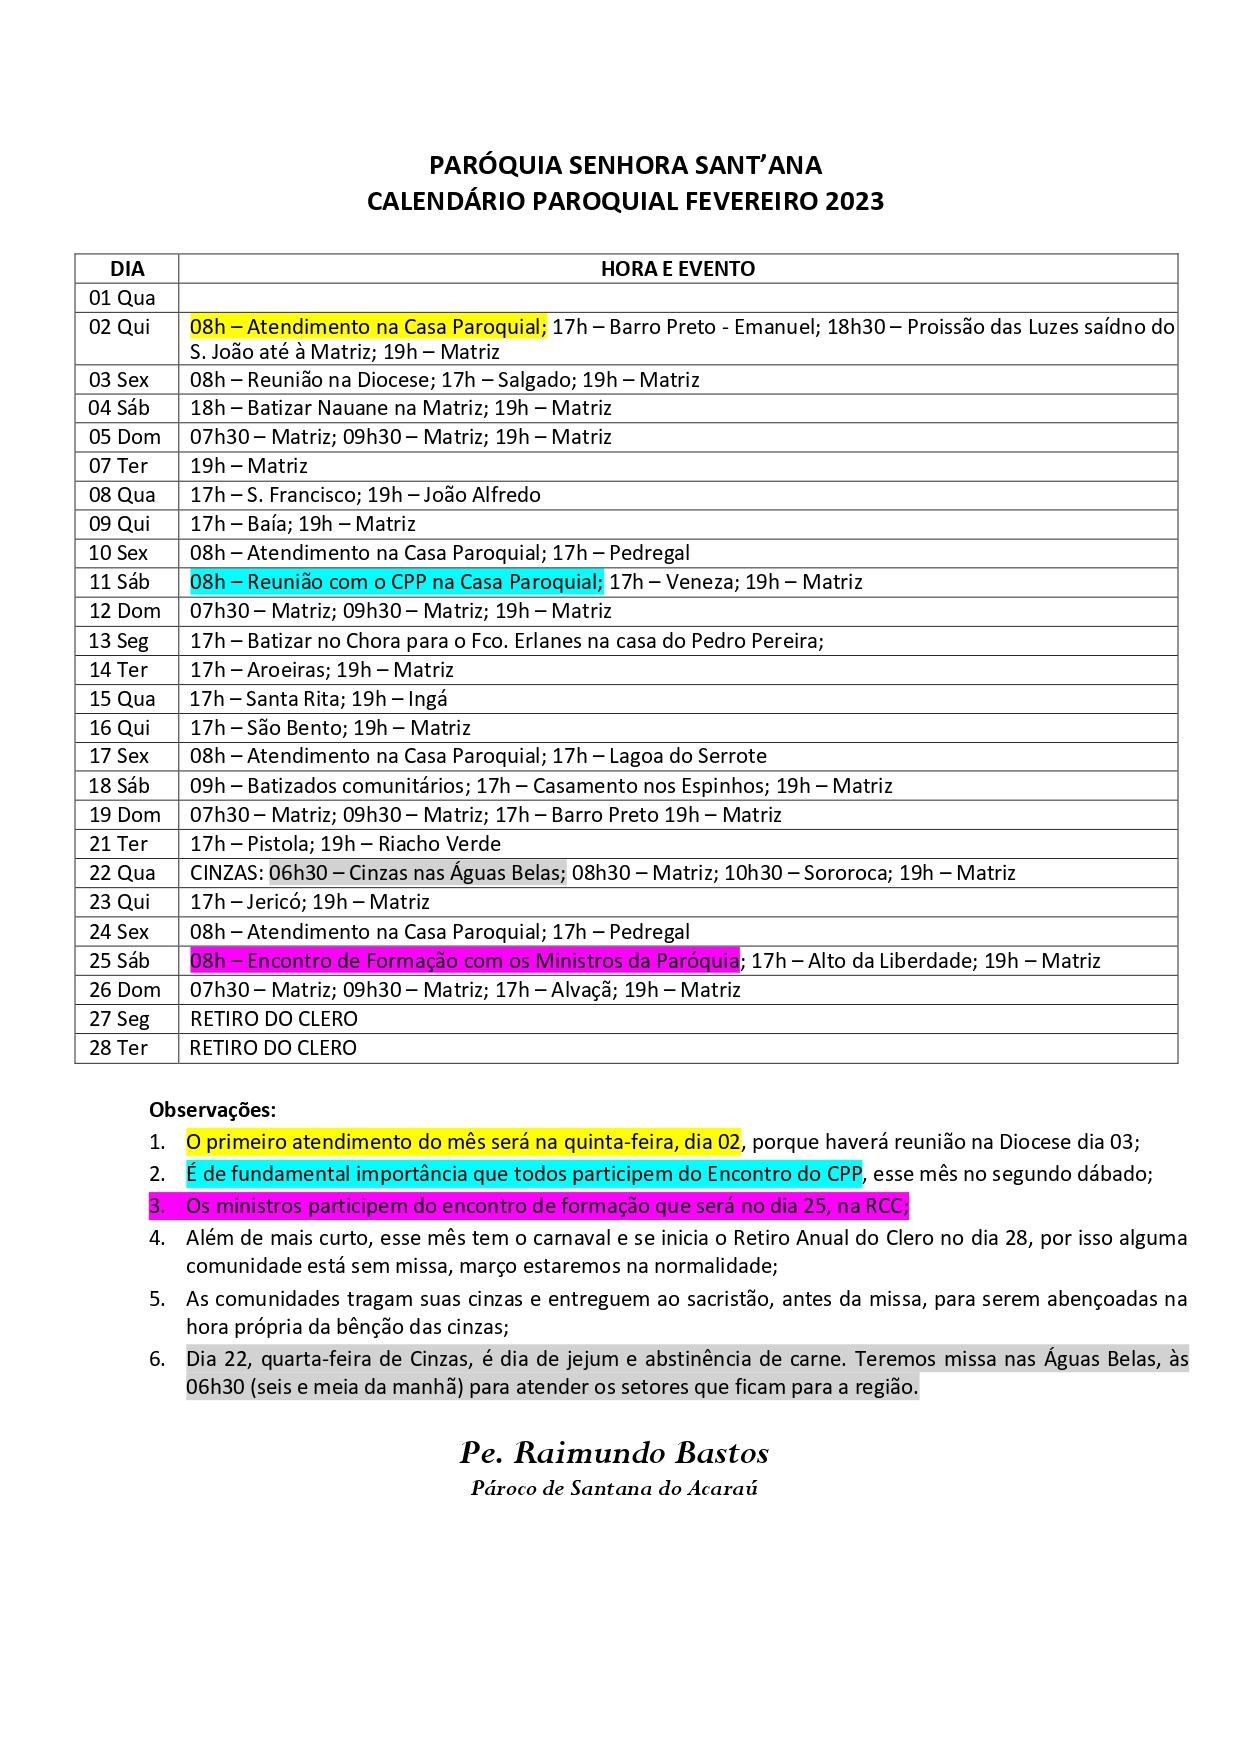 PARÓQUIA SENHORA SANT’ANA
CALENDÁRIO PAROQUIAL FEVEREIRO 2023
DIA HORA E EVENTO
01 Qua
02 Qui 08h – Atendimento na Casa Paroquial; 17h – Barro Preto - Emanuel; 18h30 – Proissão das Luzes saídno do
S. João até à Matriz; 19h – Matriz
03 Sex 08h – Reunião na Diocese; 17h – Salgado; 19h – Matriz
04 Sáb 18h – Batizar Nauane na Matriz; 19h – Matriz
05 Dom 07h30 – Matriz; 09h30 – Matriz; 19h – Matriz
07 Ter 19h – Matriz
08 Qua 17h – S. Francisco; 19h – João Alfredo
09 Qui 17h – Baía; 19h – Matriz
10 Sex 08h – Atendimento na Casa Paroquial; 17h – Pedregal
11 Sáb 08h – Reunião com o CPP na Casa Paroquial; 17h – Veneza; 19h – Matriz
12 Dom 07h30 – Matriz; 09h30 – Matriz; 19h – Matriz
13 Seg 17h – Batizar no Chora para o Fco. Erlanes na casa do Pedro Pereira;
14 Ter 17h – Aroeiras; 19h – Matriz
15 Qua 17h – Santa Rita; 19h – Ingá
16 Qui 17h – São Bento; 19h – Matriz
17 Sex 08h – Atendimento na Casa Paroquial; 17h – Lagoa do Serrote
18 Sáb 09h – Batizados comunitários; 17h – Casamento nos Espinhos; 19h – Matriz
19 Dom 07h30 – Matriz; 09h30 – Matriz; 17h – Barro Preto 19h – Matriz
21 Ter 17h – Pistola; 19h – Riacho Verde
22 Qua CINZAS: 06h30 – Cinzas nas Águas Belas; 08h30 – Matriz; 10h30 – Sororoca; 19h – Matriz
23 Qui 17h – Jericó; 19h – Matriz
24 Sex 08h – Atendimento na Casa Paroquial; 17h – Pedregal
25 Sáb 08h – Encontro de Formação com os Ministros da Paróquia; 17h – Alto da Liberdade; 19h – Matriz
26 Dom 07h30 – Matriz; 09h30 – Matriz; 17h – Alvaçã; 19h – Matriz
27 Seg RETIRO DO CLERO
28 Ter RETIRO DO CLERO
Observações:
1. O primeiro atendimento do mês será na quinta-feira, dia 02, porque haverá reunião na Diocese dia 03;
2. É de fundamental importância que todos participem do Encontro do CPP, esse mês no segundo dábado;
3. Os ministros participem do encontro de formação que será no dia 25, na RCC;
4. Além de mais curto, esse mês tem o carnaval e se inicia o Retiro Anual do Clero no dia 28, por isso alguma
comunidade está sem missa, março estaremos na normalidade;
5. As comunidades tragam suas cinzas e entreguem ao sacristão, antes da missa, para serem abençoadas na
hora própria da bênção das cinzas;
6. Dia 22, quarta-feira de Cinzas, é dia de jejum e abstinência de carne. Teremos missa nas Águas Belas, às
06h30 (seis e meia da manhã) para atender os setores que ficam para a região.
Pe. Raimundo Bastos
Pároco de Santana do Acaraú